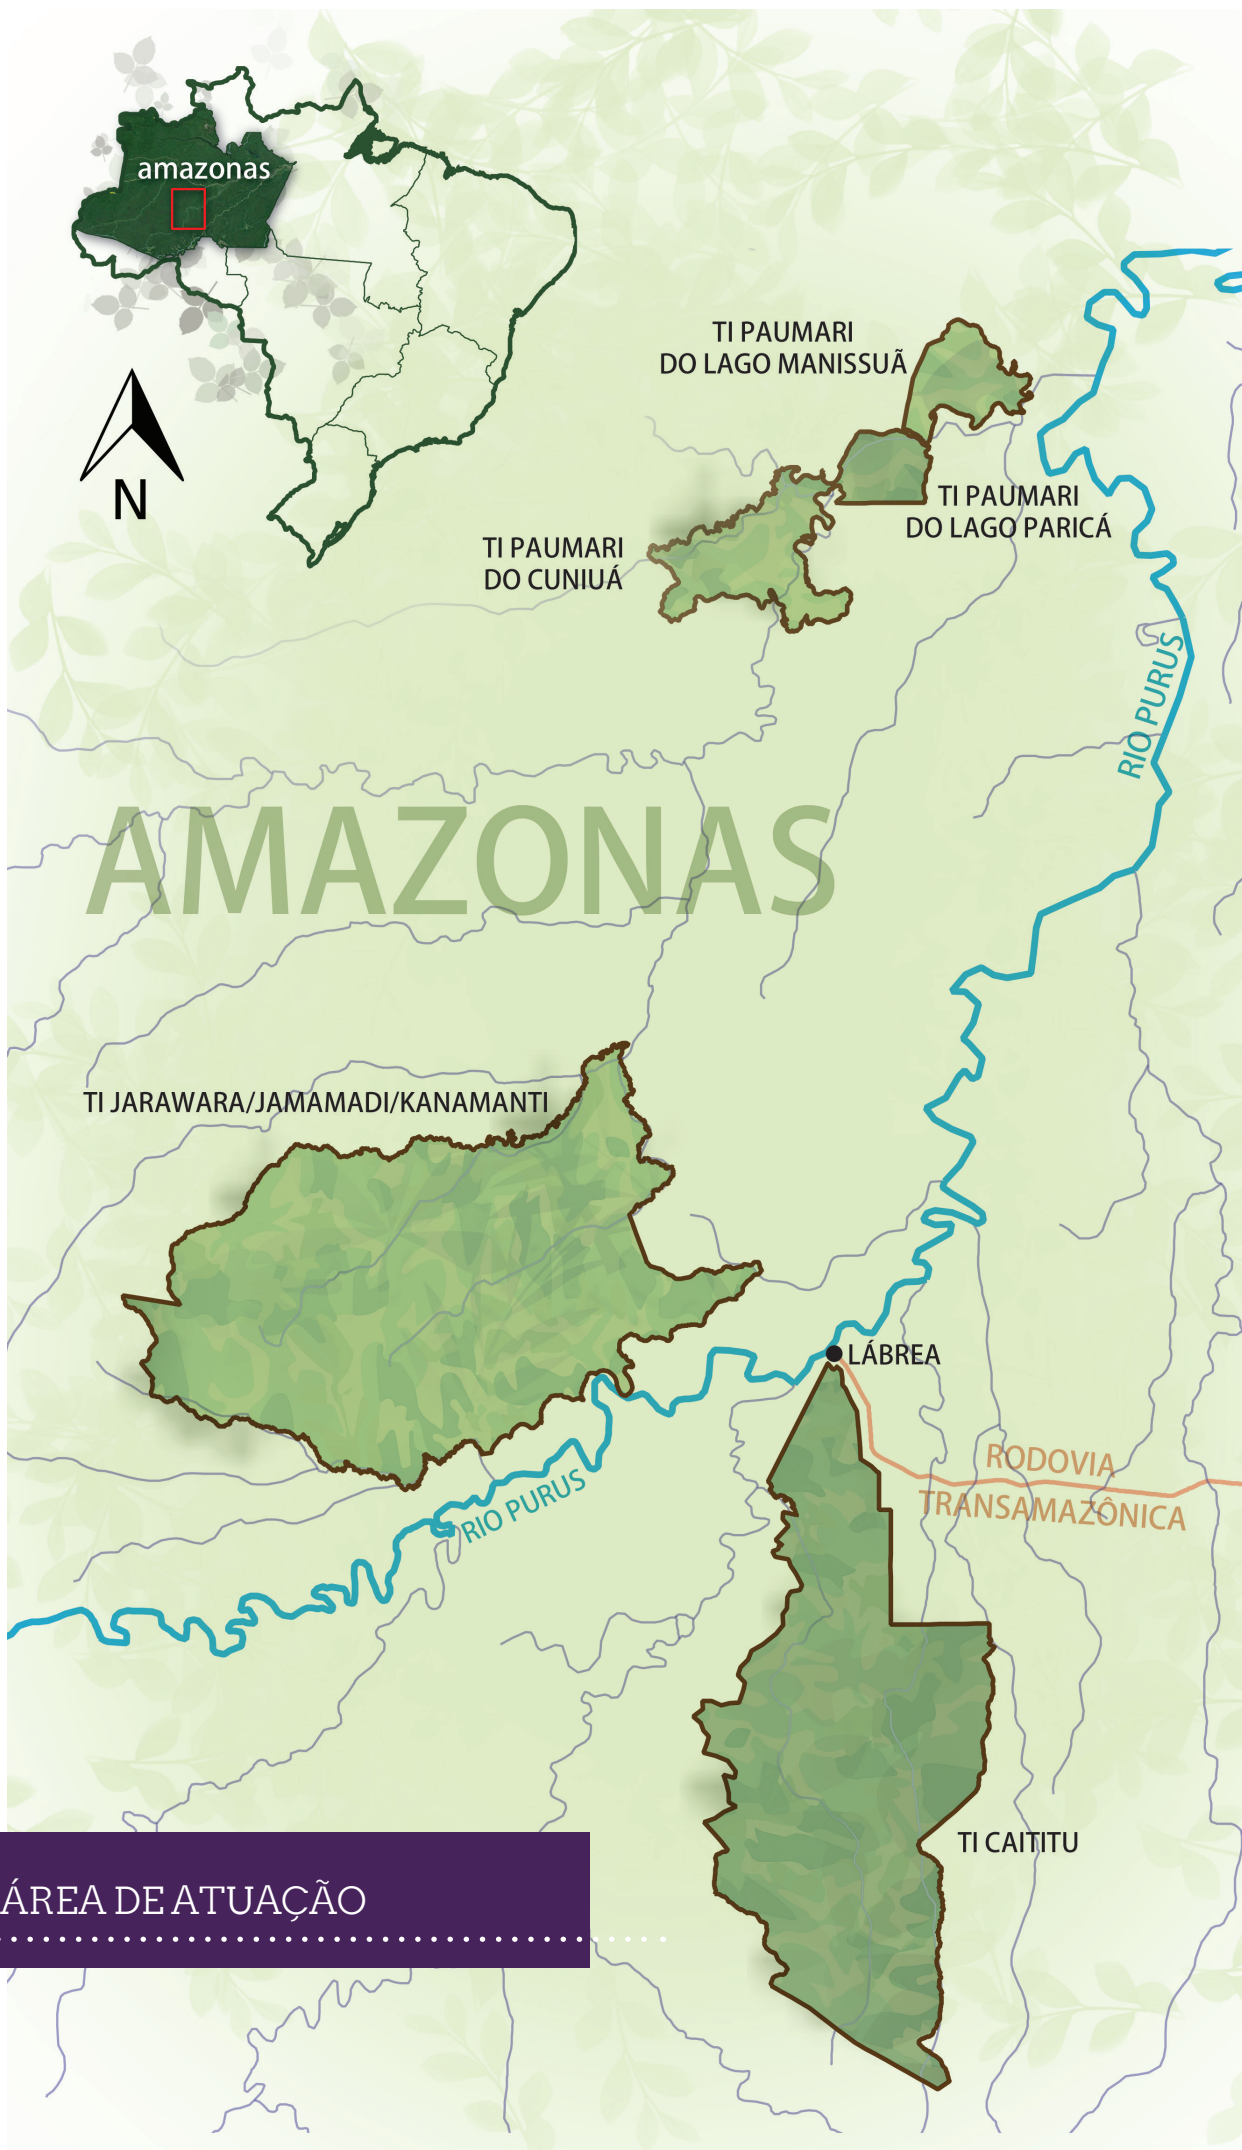 amazonas
N
TI PAUMARI
DO LAGO MANISSUÃ
TI PAUMARI
DO LAGO PARICÁ
TI PAUMARI
DO CUNIUÁ
RIO PURUS
AMAZONAS
TI JARAWARA/JAMAMADI/KANAMANTI
LÁBREA
RODOVIA
TRANSAMAZÔNICA
RIO PURUS
TI CAITITU
ÁREA DE ATUAÇÃO